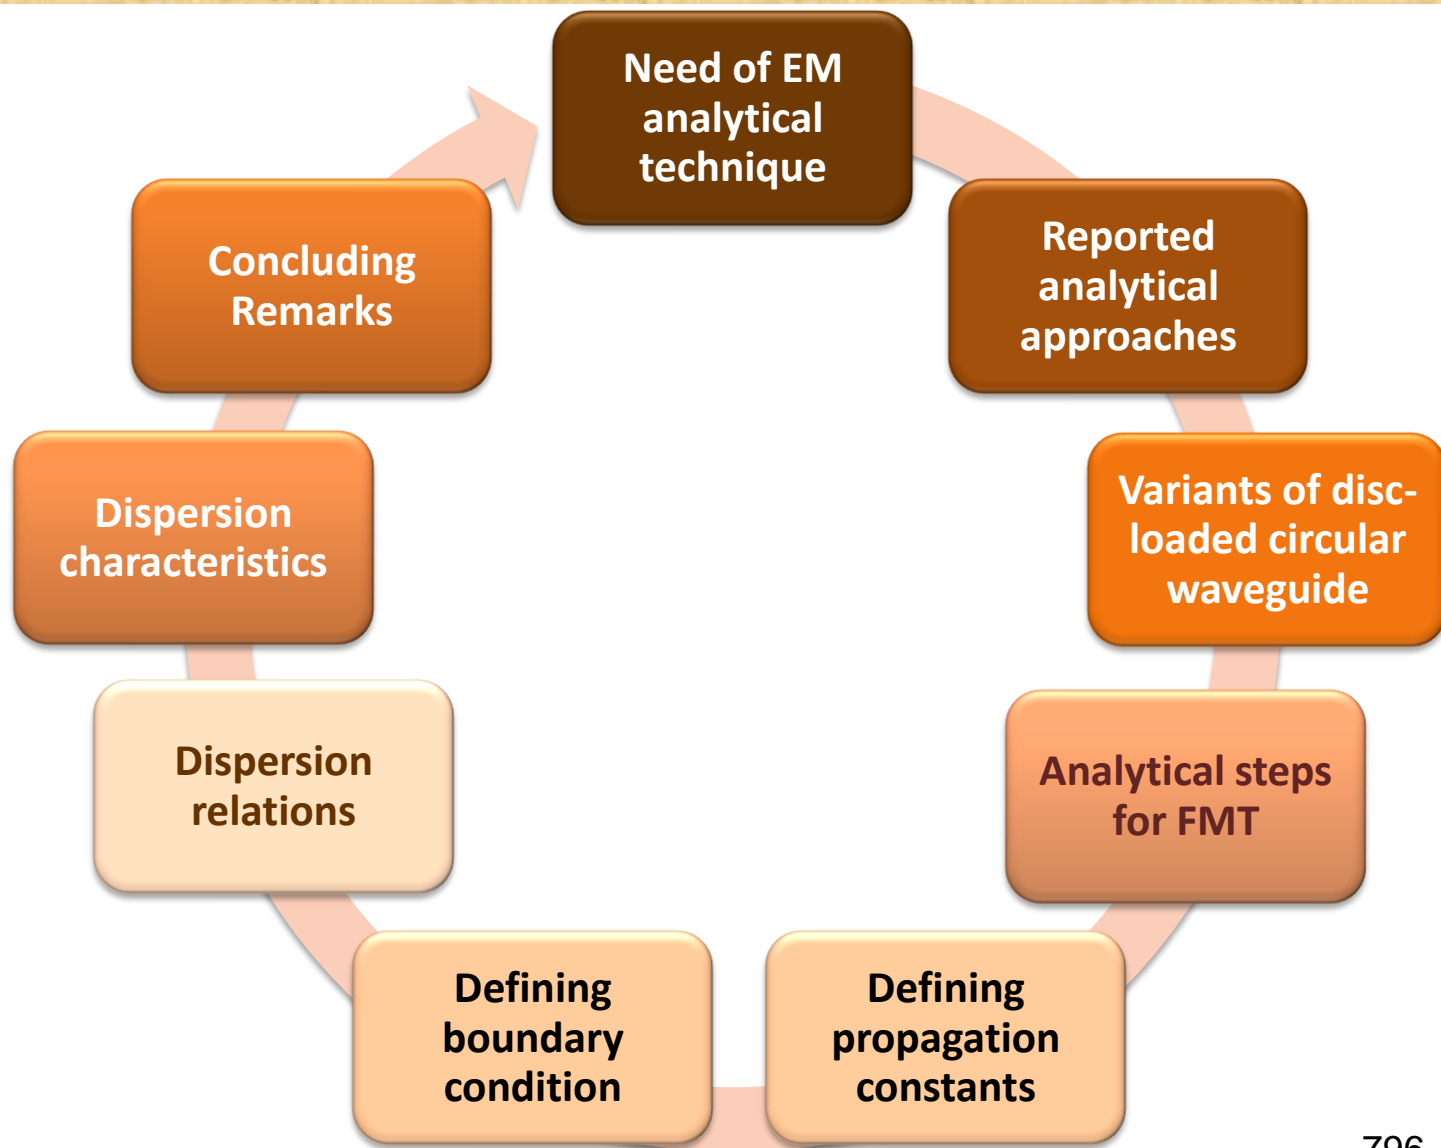 Need of EM
analytical
technique
Reported
analytical
approaches
Variants of disc-
loaded circular
waveguide
Analytical steps
for FMT
Defining
propagation
constants
Defining
boundary
condition
Dispersion
relations
Dispersion
characteristics
Concluding
Remarks
796